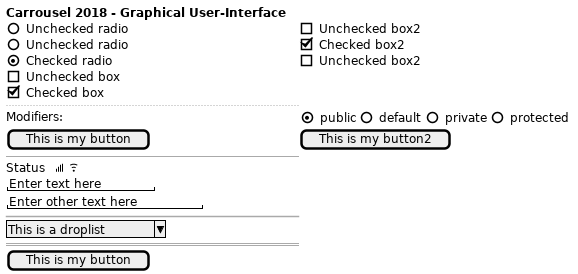 Carrousel 2018 - Graphical User-Interface
Unchecked radio Unchecked box2
Unchecked radio Checked box2
Checked radio Unchecked box2
Unchecked box
Checked box
Modifiers: public default private protected
This is my button This is my button2
Status
Enter text here
Enter other text here
This is a droplist
This is my button